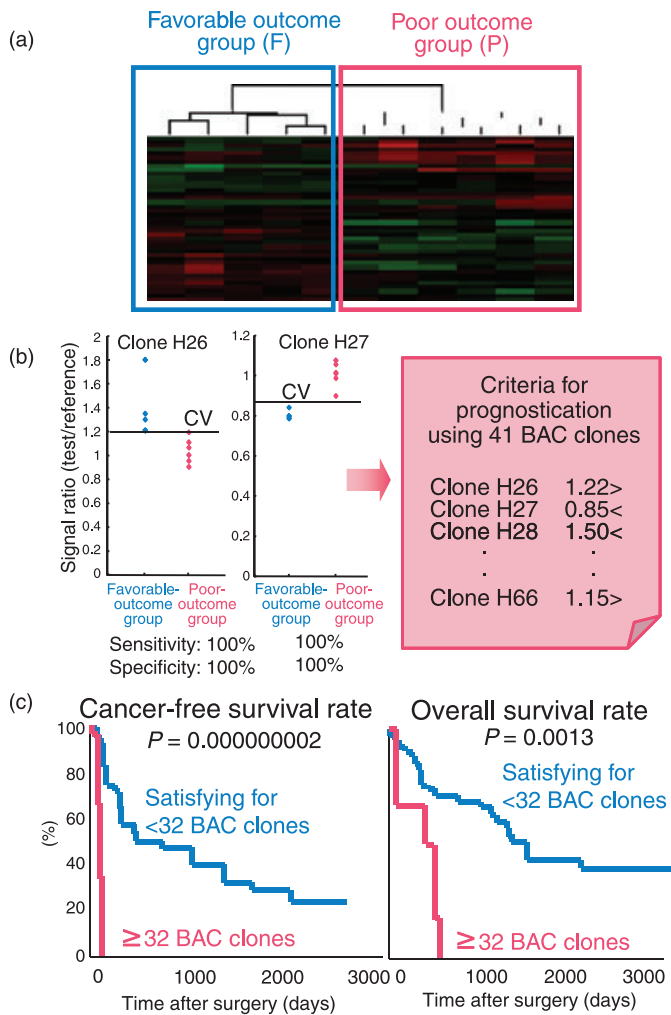 (a)
Favorable outcome
group (F)
Poor outcome
group (P)
(b)
Signal ratio (test/reference)
2
1.8
1.6
1.4
1.2
1
0.8
0.6
0.4
0.2
0
Clone H26
CV
Favorable-
outcome
group
Poor-
outcome
group
1.2
1
0.8
0.6
0.4
0.2
0
Clone H27
CV
Favorable-
outcome
group
Poor-
outcome
group
Sensitivity: 100%
100%
Specificity: 100%
100%
Criteria for
prognostication
using 41 BAC clones
Clone H26 1.22>
Clone H27 0.85<
Clone H28 1.50<
. .
. .
Clone H66 1.15>
(c)
Cancer-free survival rate
P = 0.000000002
(%)
100
80
60
40
20
0
Satisfying for
<32 BAC clones
≥32 BAC clones
0 1000 2000 3000
Time after surgery (days)
Overall survival rate
P = 0.0013
Satisfying for
<32 BAC clones
≥32 BAC clones
0 1000 2000 3000
Time after surgery (days)